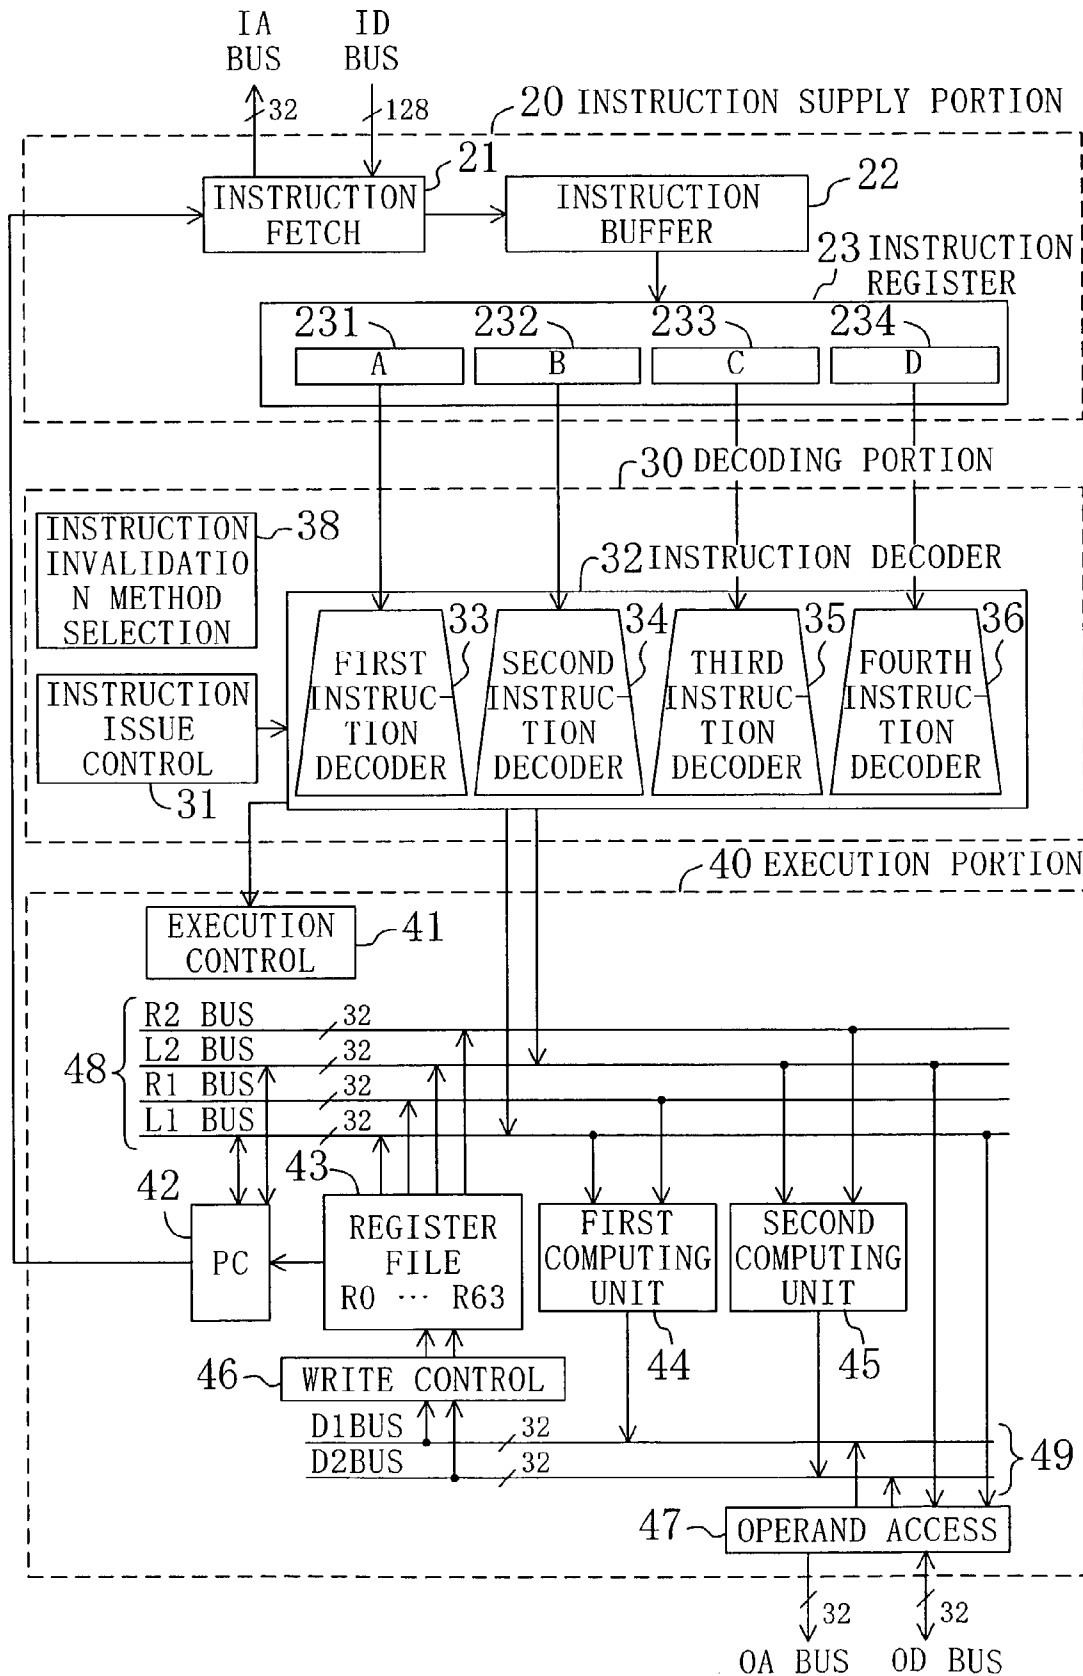 IA BUS
ID BUS
32
128
20 INSTRUCTION SUPPLY PORTION
21
INSTRUCTION
FETCH
INSTRUCTION
BUFFER
22
23 INSTRUCTION
REGISTER
231
232
233
234
A
B
C
D
30 DECODING PORTION
INSTRUCTION
INVALIDATIO
N METHOD
SELECTION
38
32 INSTRUCTION DECODER
33
34
35
36
FIRST
INSTRUC-
TION
DECODER
SECOND
INSTRUC-
TION
DECODER
THIRD
INSTRUC-
TION
DECODER
FOURTH
INSTRUC-
TION
DECODER
INSTRUCTION
ISSUE
CONTROL
31
40 EXECUTION PORTION
EXECUTION
CONTROL
41
48
R2 BUS 32
L2 BUS 32
R1 BUS 32
L1 BUS 32
42
PC
43
REGISTER
FILE
R0 ··· R63
FIRST
COMPUTING
UNIT
44
SECOND
COMPUTING
UNIT
45
46
WRITE CONTROL
D1BUS 32
D2BUS 32
49
47
OPERAND ACCESS
32
32
OA BUS
OD BUS